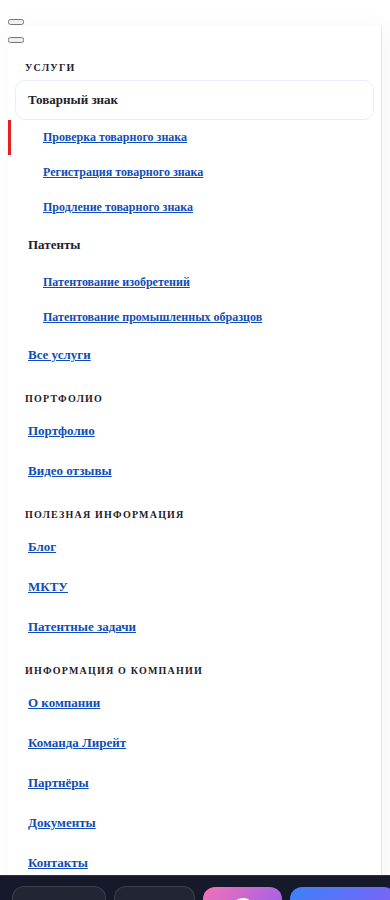 УСЛУГИ
Товарный знак
Проверка товарного знака
Регистрация товарного знака
Продление товарного знака
Патенты
Патентование изобретений
Патентование промышленных образцов
Все услуги
ПОРТФОЛИО
Портфолио
Видео отзывы
ПОЛЕЗНАЯ ИНФОРМАЦИЯ
Блог
МКТУ
Патентные задачи
ИНФОРМАЦИЯ О КОМПАНИИ
О компании
Команда Лирейт
Партнёры
Документы
Контакты